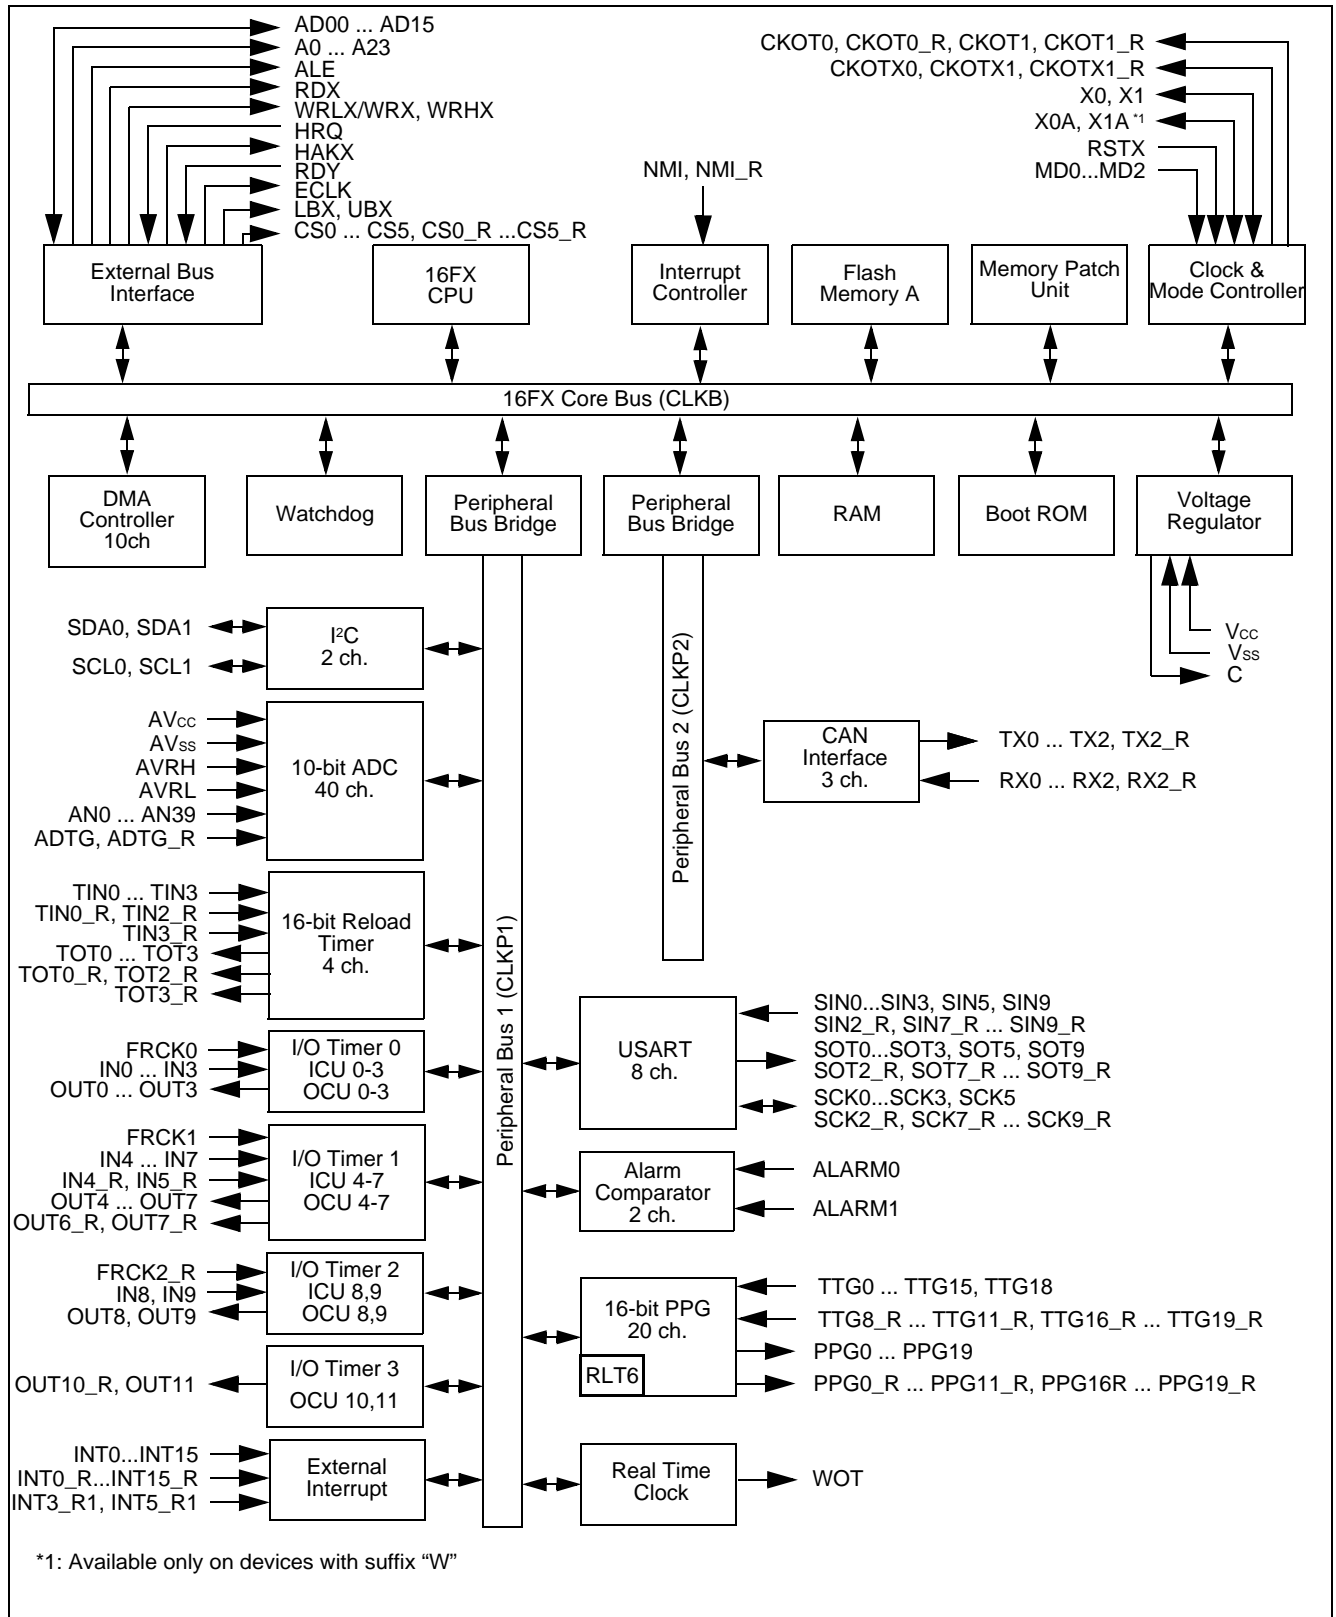 AD00 ... AD15
A0 ... A23
ALE
RDX
WRLX/WRX, WRHX
HRQ
HAKX
RDY
ECLK
LBX, UBX
CS0 ... CS5, CS0_R ...CS5_R
NMI, NMI_R
CKOT0, CKOT0_R, CKOT1, CKOT1_R
CKOTX0, CKOTX1, CKOTX1_R
X0, X1
X0A, X1A *1
RSTX
MD0...MD2
External Bus
Interface
16FX
CPU
Interrupt
Controller
Flash
Memory A
Memory Patch
Unit
Clock &
Mode Controller
16FX Core Bus (CLKB)
DMA
Controller
10ch
Watchdog
Peripheral
Bus Bridge
Peripheral
Bus Bridge
RAM
Boot ROM
Voltage
Regulator
VCC
VSS
C
SDA0, SDA1
SCL0, SCL1
I²C
2 ch.
AVCC
AVSS
AVRH
AVRL
AN0 ... AN39
ADTG, ADTG_R
10-bit ADC
40 ch.
TIN0 ... TIN3
TIN0_R, TIN2_R
TIN3_R
TOT0 ... TOT3
TOT0_R, TOT2_R
TOT3_R
16-bit Reload
Timer
4 ch.
FRCK0
IN0 ... IN3
OUT0 ... OUT3
I/O Timer 0
ICU 0-3
OCU 0-3
FRCK1
IN4 ... IN7
IN4_R, IN5_R
OUT4 ... OUT7
OUT6_R, OUT7_R
I/O Timer 1
ICU 4-7
OCU 4-7
FRCK2_R
IN8, IN9
OUT8, OUT9
I/O Timer 2
ICU 8,9
OCU 8,9
OUT10_R, OUT11
I/O Timer 3
OCU 10,11
INT0...INT15
INT0_R...INT15_R
INT3_R1, INT5_R1
External
Interrupt
Peripheral Bus 1 (CLKP1)
Peripheral Bus 2 (CLKP2)
CAN
Interface
3 ch.
TX0 ... TX2, TX2_R
RX0 ... RX2, RX2_R
USART
8 ch.
SIN0...SIN3, SIN5, SIN9
SIN2_R, SIN7_R ... SIN9_R
SOT0...SOT3, SOT5, SOT9
SOT2_R, SOT7_R ... SOT9_R
SCK0...SCK3, SCK5
SCK2_R, SCK7_R ... SCK9_R
Alarm
Comparator
2 ch.
ALARM0
ALARM1
16-bit PPG
20 ch.
RLT6
TTG0 ... TTG15, TTG18
TTG8_R ... TTG11_R, TTG16_R ... TTG19_R
PPG0 ... PPG19
PPG0_R ... PPG11_R, PPG16R ... PPG19_R
Real Time
Clock
WOT
*1: Available only on devices with suffix “W”